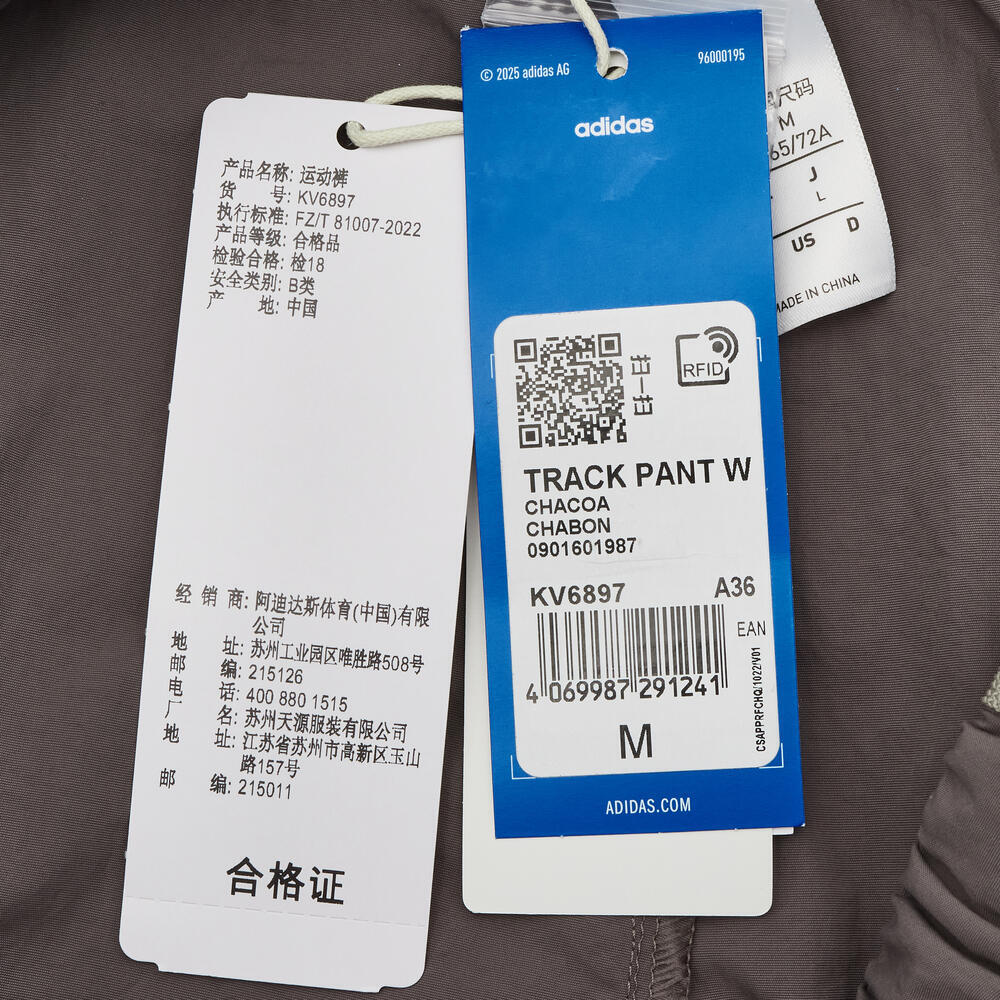 产品名称: 运动裤
货 号: KV6897
执行标准: FZ/T 81007-2022
产品等级: 合格品
检验合格: 检18
安全类别: B类
产 地: 中国
经 销 商: 阿迪达斯体育(中国)有限
公司
地 址: 苏州工业园区唯胜路508号
邮 编: 215126
电 话: 400 880 1515
厂 名: 苏州天源服装有限公司
地 址: 江苏省苏州市高新区玉山
路157号
邮 编: 215011
合格证
© 2025 adidas AG
96000195
adidas
扫一扫
RFID
TRACK PANT W
CHACOA
CHABON
0901601987
KV6897 A36
EAN
4 069987 291241
CSAPPRFCHQ/1022/V01
M
ADIDAS.COM
尺码
M
65/72A
J
L
US D
MADE IN CHINA